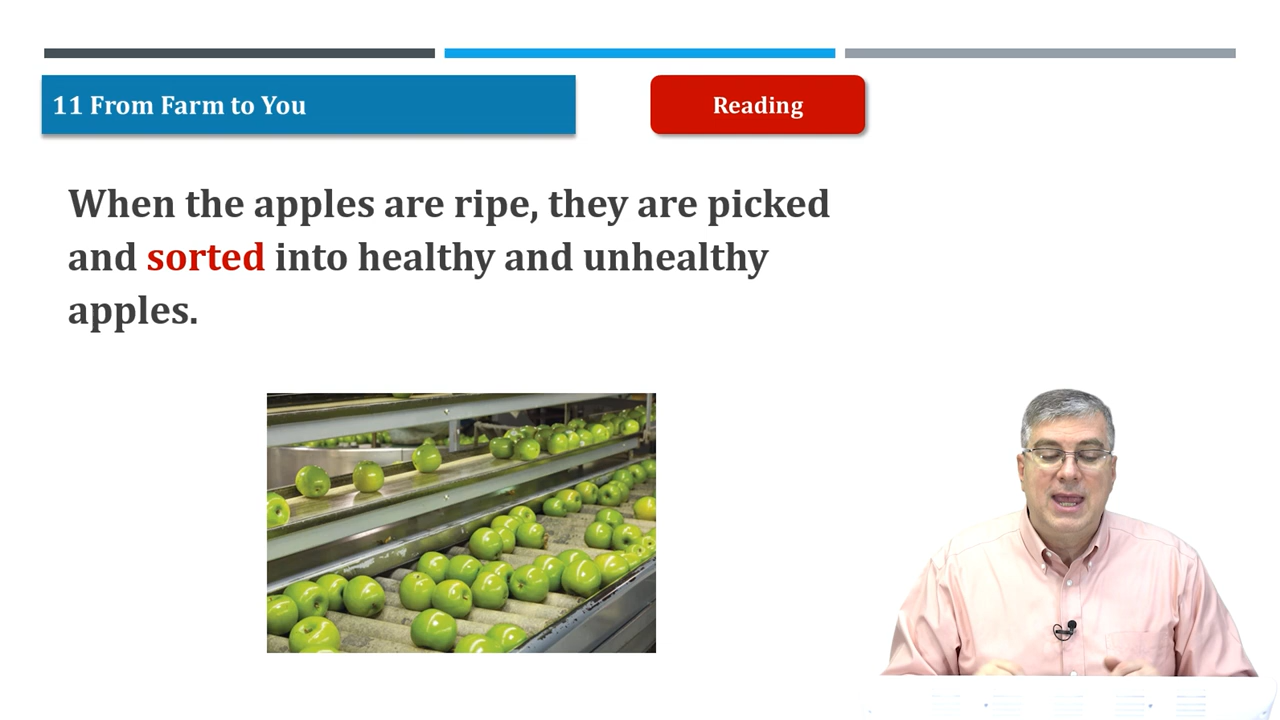 11 From Farm to You
Reading
When the apples are ripe, they are picked
and sorted into healthy and unhealthy
apples.